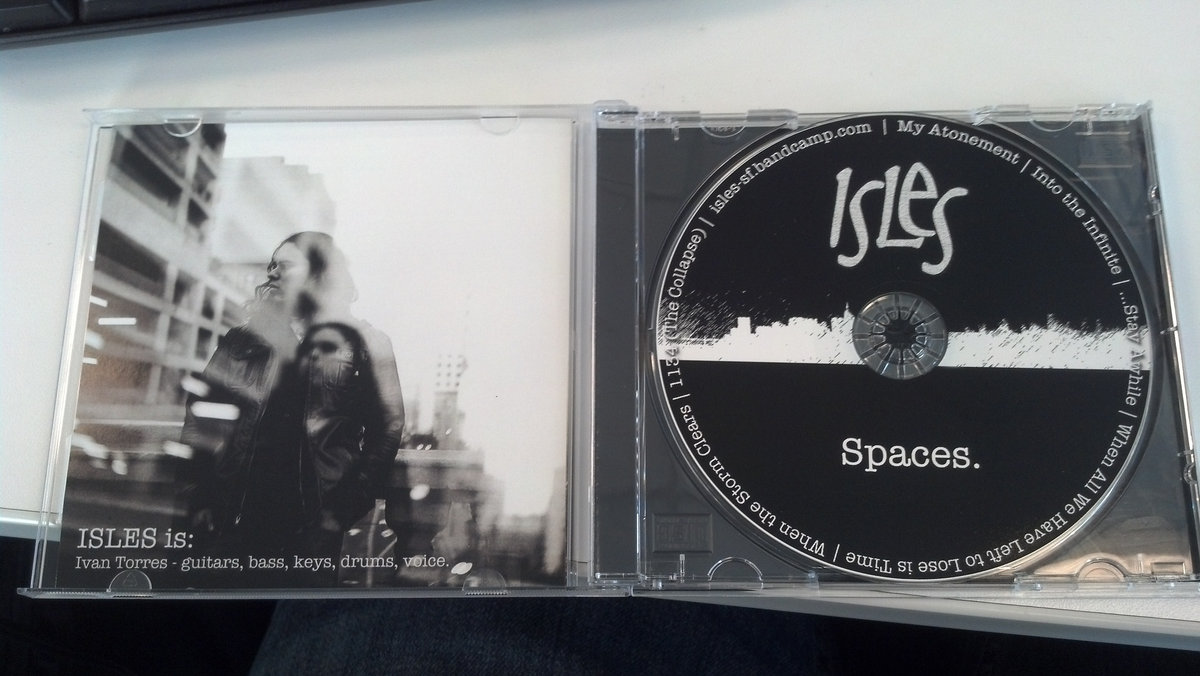 ISLES is:
Ivan Torres - guitars, bass, keys, drums, voice.
ISLES
isles-sf.bandcamp.com | My Atonement | Into the Infinite | ...Stay Awhile | When All We Have Left to Lose is Time | When the Storm Clears | 1134 (The Collapse) |
Spaces.